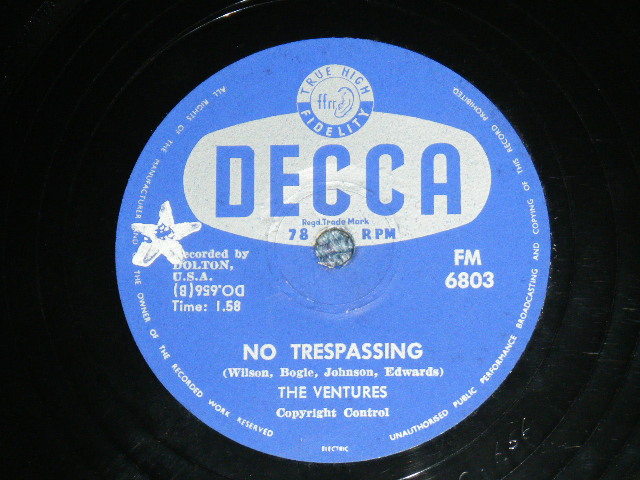 TRUE HIGH
ffrr
FIDELITY
DECCA
Regd. Trade Mark
78 RPM
Recorded by
DOLTON,
U.S.A.
DO.659(B)
Time: 1.58
FM
6803
NO TRESPASSING
(Wilson, Bogle, Johnson, Edwards)
THE VENTURES
Copyright Control
ELECTRIC
ALL RIGHTS OF THE MANUFACTURER AND OF THE OWNER OF THE RECORDED WORK RESERVED
UNAUTHORISED PUBLIC PERFORMANCE BROADCASTING AND COPYING OF THIS RECORD PROHIBITED